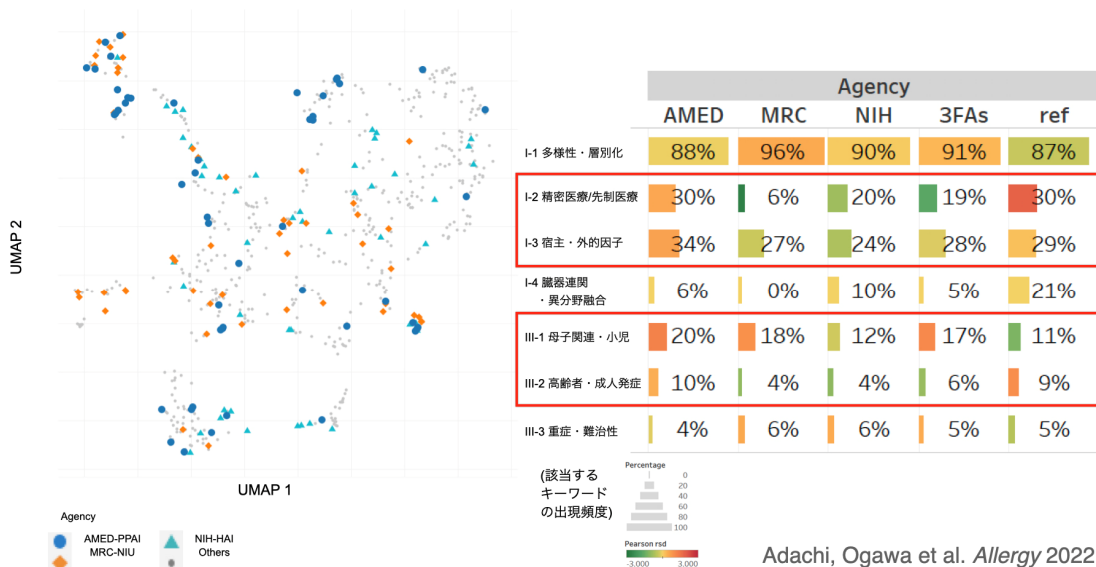 UMAP 2
UMAP 1
Agency
AMED-PPAI
MRC-NIU
NIH-HAI
Others
Agency
AMED MRC NIH 3FAs ref
I-1 多様性・層別化 88% 96% 90% 91% 87%
I-2 精密医療/先制医療 30% 6% 20% 19% 30%
I-3 宿主・外的因子 34% 27% 24% 28% 29%
I-4 臓器連関
・異分野融合 6% 0% 10% 5% 21%
III-1 母子関連・小児 20% 18% 12% 17% 11%
III-2 高齢者・成人発症 10% 4% 4% 6% 9%
III-3 重症・難治性 4% 6% 6% 5% 5%
(該当する
キーワード
の出現頻度)
Percentage
0
20
40
60
80
100
Pearson rsd
-3.000 3.000
Adachi, Ogawa et al. Allergy 2022